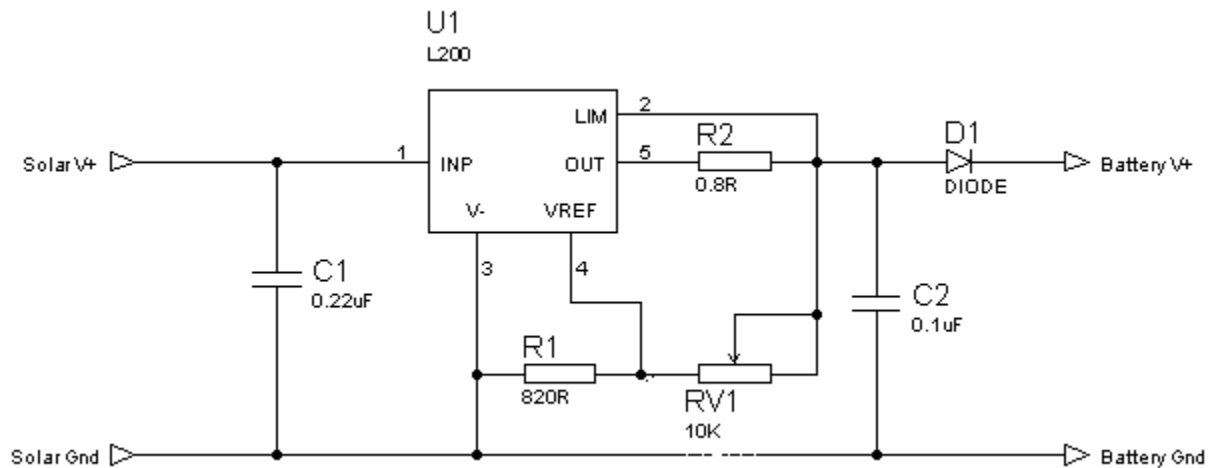 U1
L200
LIM
2
R2
D1
Solar V+
1
INP
OUT
5
0.8R
DIODE
Battery V+
V-
VREF
3
4
C1
0.22uF
C2
0.1uF
R1
820R
RV1
10K
Solar Gnd
Battery Gnd